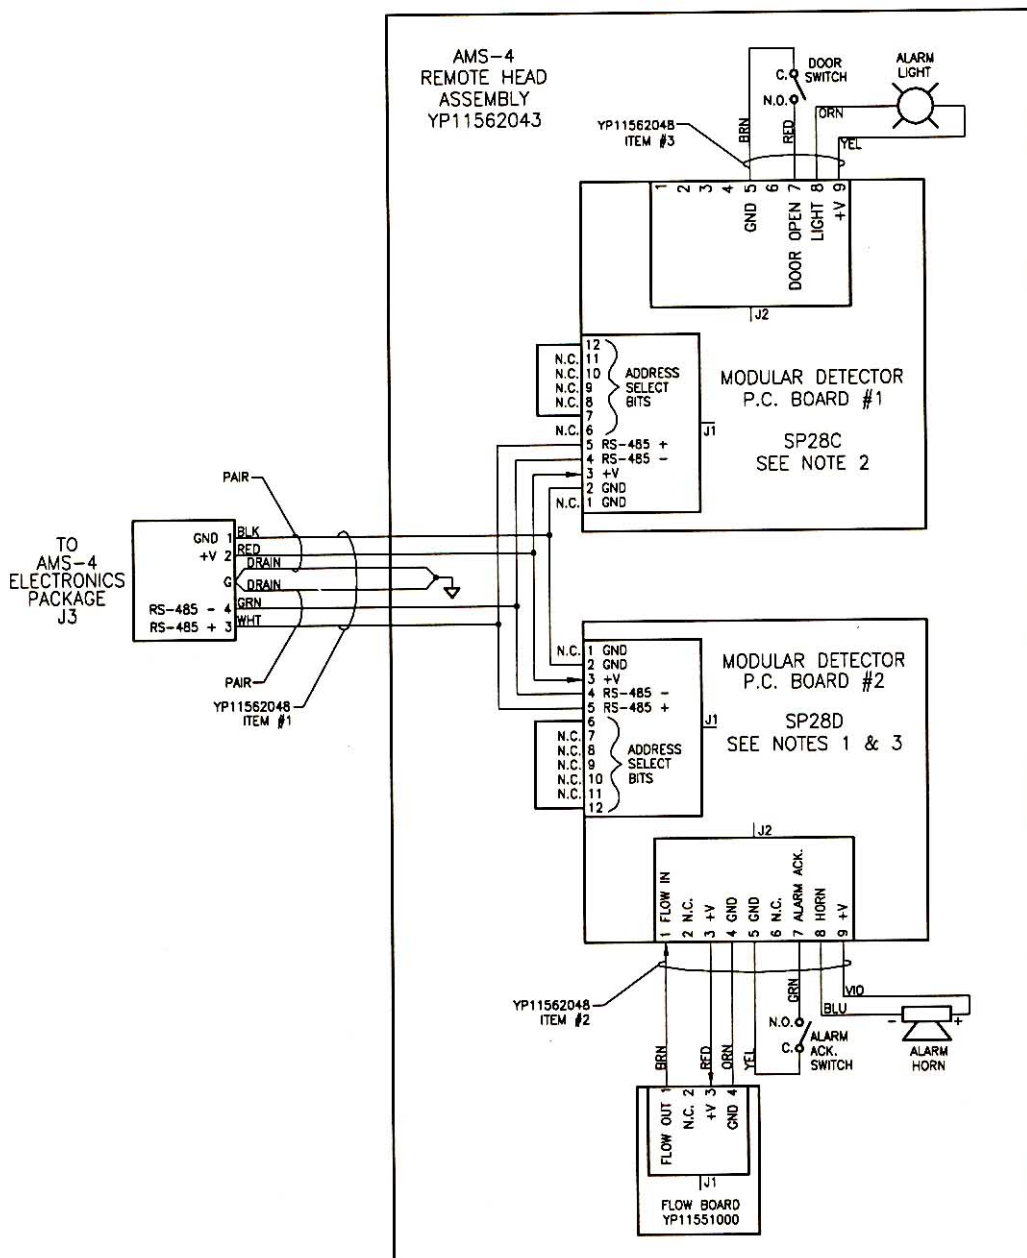 AMS-4
REMOTE HEAD
ASSEMBLY
YP11562043
C.
DOOR
SWITCH
N.O.
ALARM
LIGHT
BRN
RED
ORN
YEL
YP11562048
ITEM #3
1
2
3
4
5 GND
6
7 DOOR OPEN
8 LIGHT
9 +V
J2
12
N.C. 11
N.C. 10
N.C. 9
N.C. 8
7
N.C. 6
ADDRESS
SELECT
BITS
5 RS-485 +
4 RS-485 -
3 +V
2 GND
N.C. 1 GND
J1
MODULAR DETECTOR
P.C. BOARD #1
SP28C
SEE NOTE 2
PAIR
TO
AMS-4
ELECTRONICS
PACKAGE
J3
GND 1 BLK
+V 2 RED
DRAIN
G
DRAIN
RS-485 - 4 GRN
RS-485 + 3 WHT
PAIR
YP11562048
ITEM #1
N.C. 1 GND
2 GND
3 +V
4 RS-485 -
5 RS-485 +
6
N.C. 7
N.C. 8
N.C. 9
N.C. 10
N.C. 11
12
ADDRESS
SELECT
BITS
J1
MODULAR DETECTOR
P.C. BOARD #2
SP28D
SEE NOTES 1 & 3
J2
1 FLOW IN
2 N.C.
3 +V
4 GND
5 GND
6 N.C.
7 ALARM ACK.
8 HORN
9 +V
YP11562048
ITEM #2
BRN
RED
ORN
YEL
GRN
BLU
VIO
N.O.
C.
ALARM
ACK.
SWITCH
-
+
ALARM
HORN
FLOW OUT 1
N.C. 2
+V 3
GND 4
J1
FLOW BOARD
YP11551000